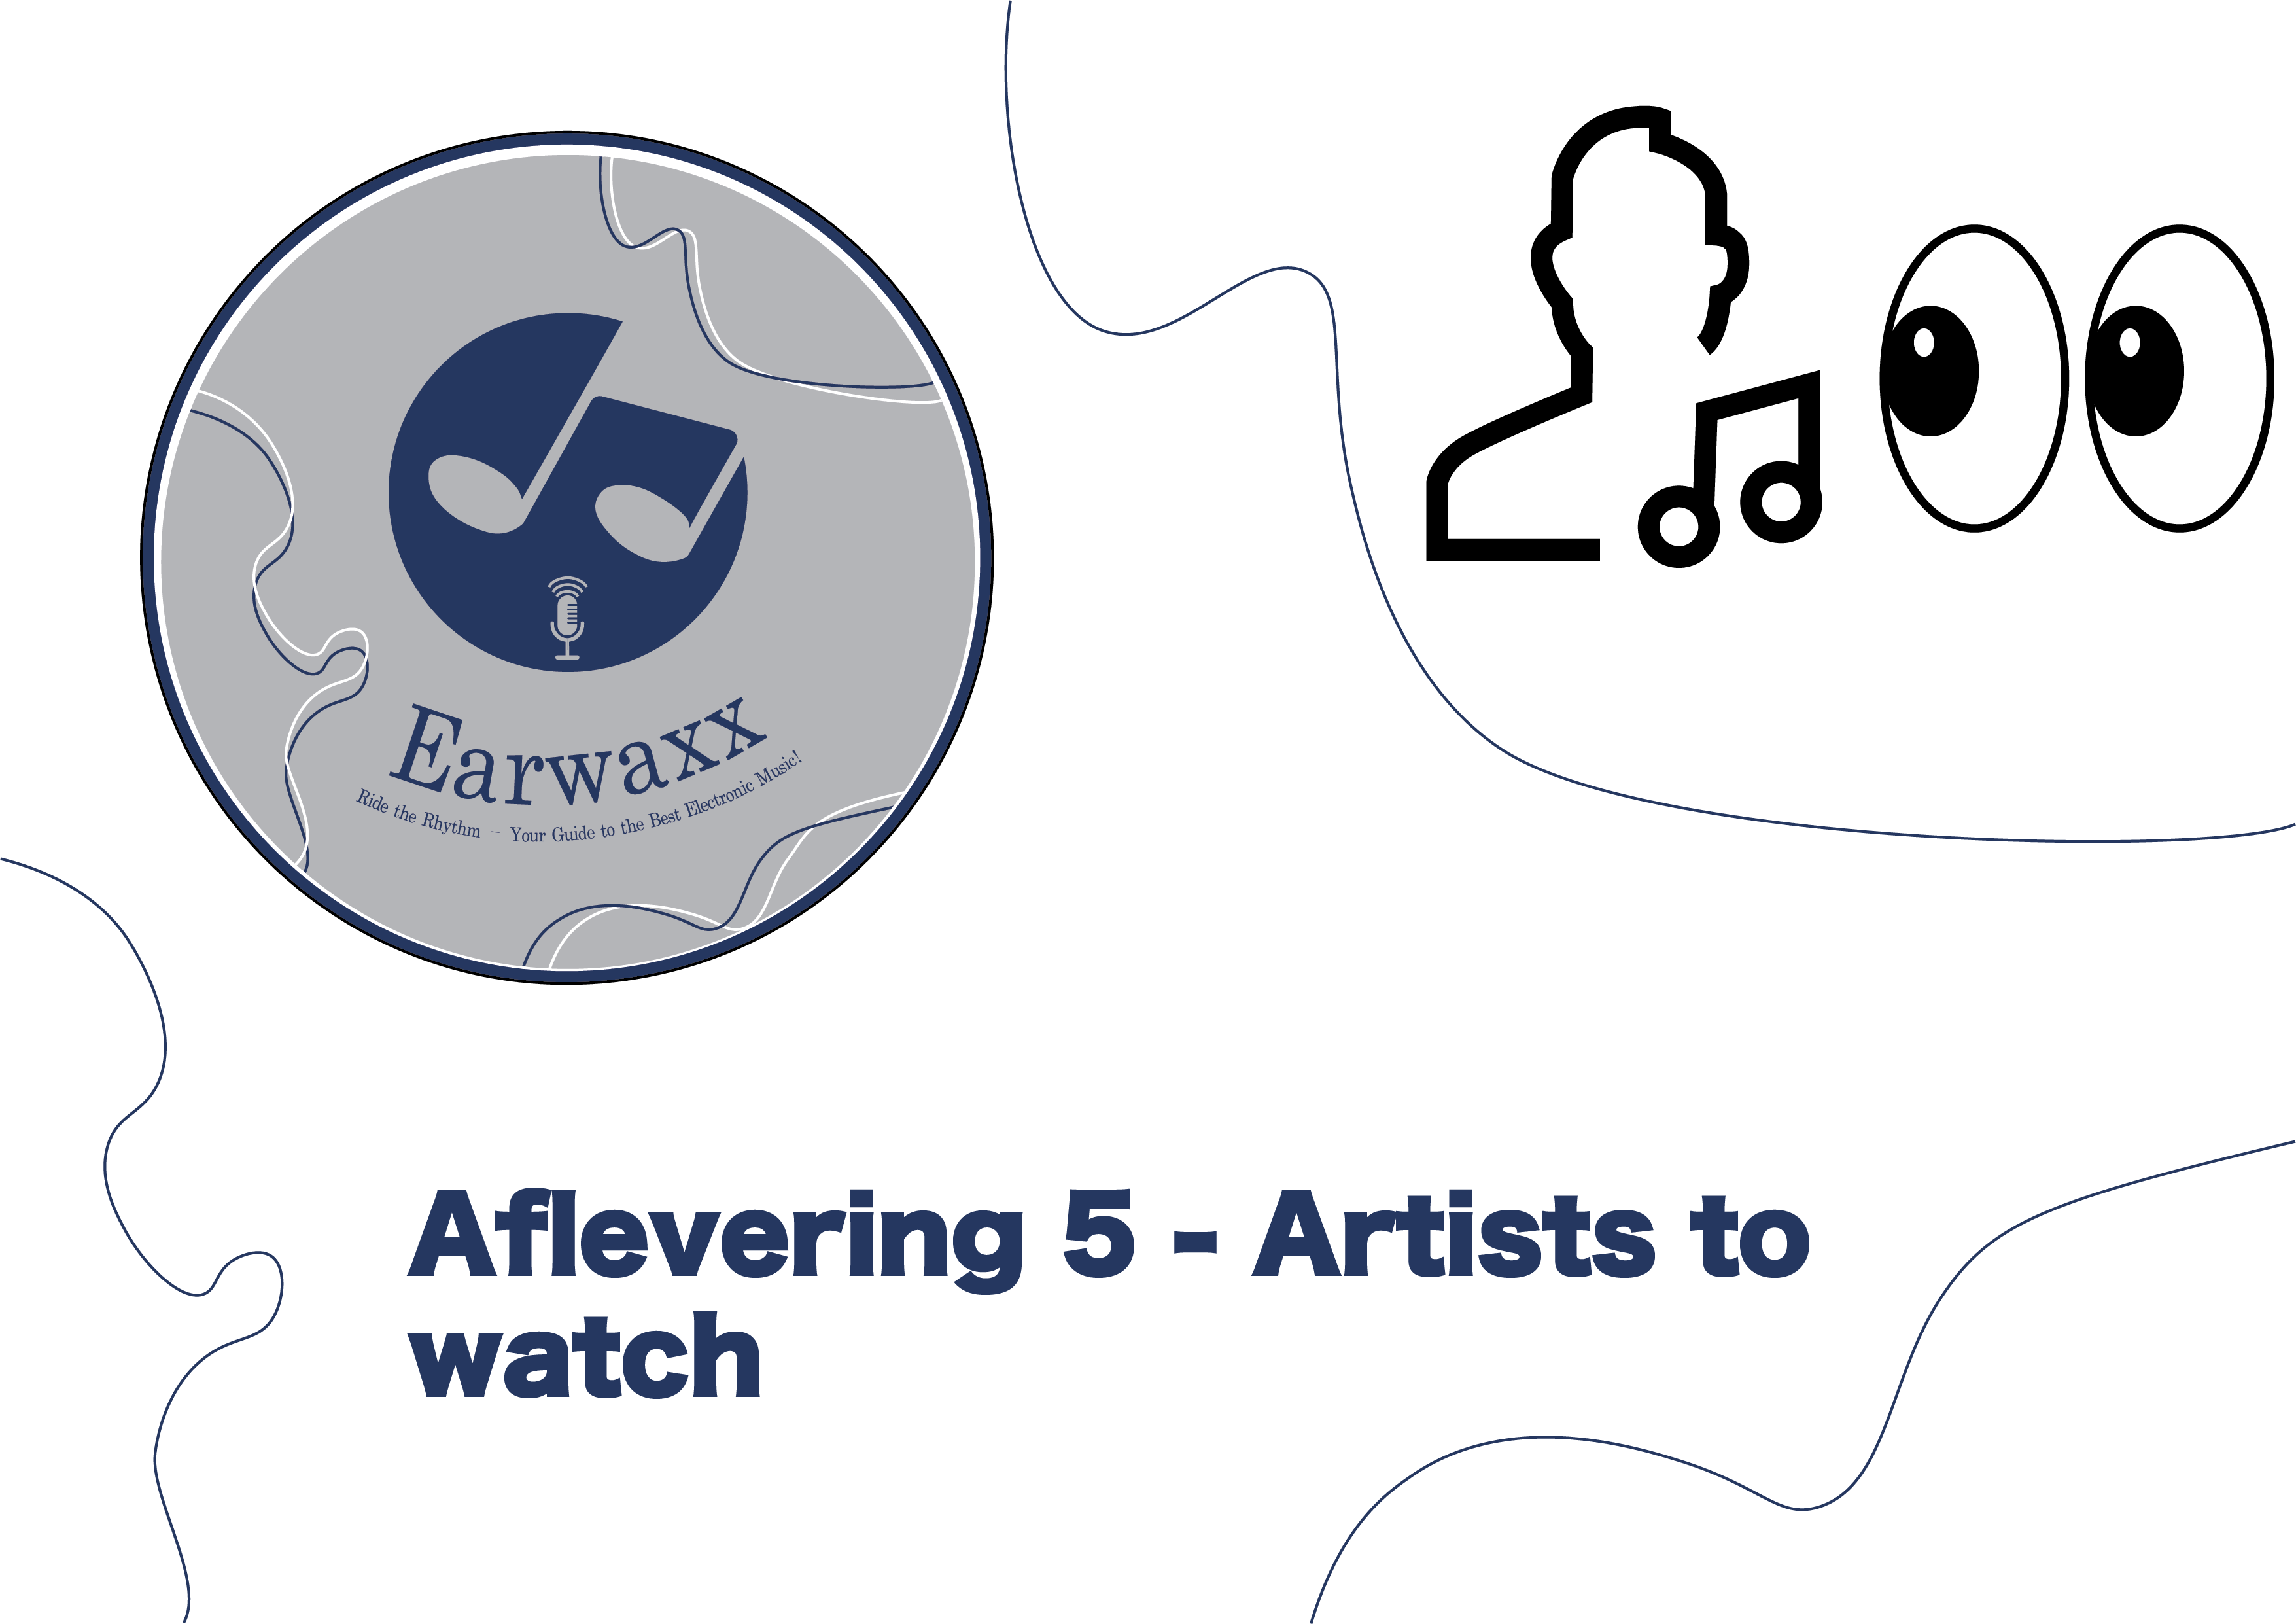 Earwaxx
Ride the Rhythm – Your Guide to the Best Electronic Music!
Aflevering 5 - Artists to
watch